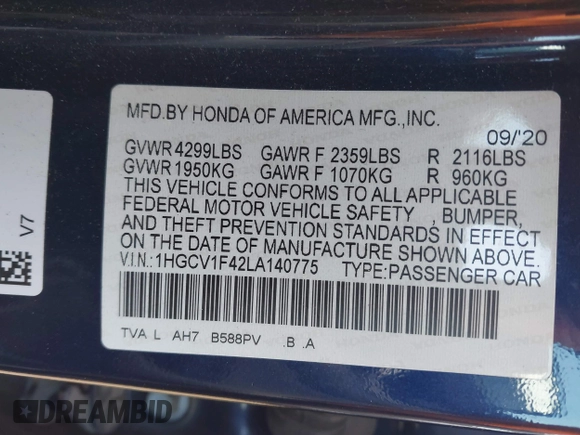 MFD.BY HONDA OF AMERICA MFG.,INC.
09/'20
GVWR 4299LBS GAWR F 2359LBS R 2116LBS
GVWR 1950KG GAWR F 1070KG R 960KG
THIS VEHICLE CONFORMS TO ALL APPLICABLE
FEDERAL MOTOR VEHICLE SAFETY , BUMPER,
AND THEFT PREVENTION STANDARDS IN EFFECT
ON THE DATE OF MANUFACTURE SHOWN ABOVE.
V.I.N.:1HGCV1F42LA140775 TYPE:PASSENGER CAR
TVA L AH7 B588PV .B .A
V7
DREAMBID